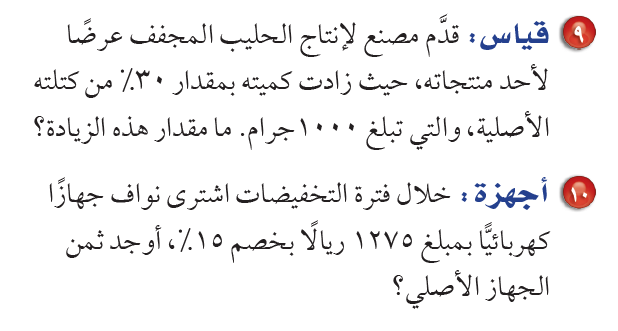 ٩ قياس: قدَّم مصنع لإنتاج الحليب المجفف عرضًا
لأحد منتجاته، حيث زادت كميته بمقدار ٣٠٪ من كتلته
الأصلية، والتي تبلغ ١٠٠٠ جرام. ما مقدار هذه الزيادة؟
١٠ أجهزة: خلال فترة التخفيضات اشترى نواف جهازًا
كهربائيًّا بمبلغ ١٢٧٥ ريالًا بخصم ١٥٪، أوجد ثمن
الجهاز الأصلي؟